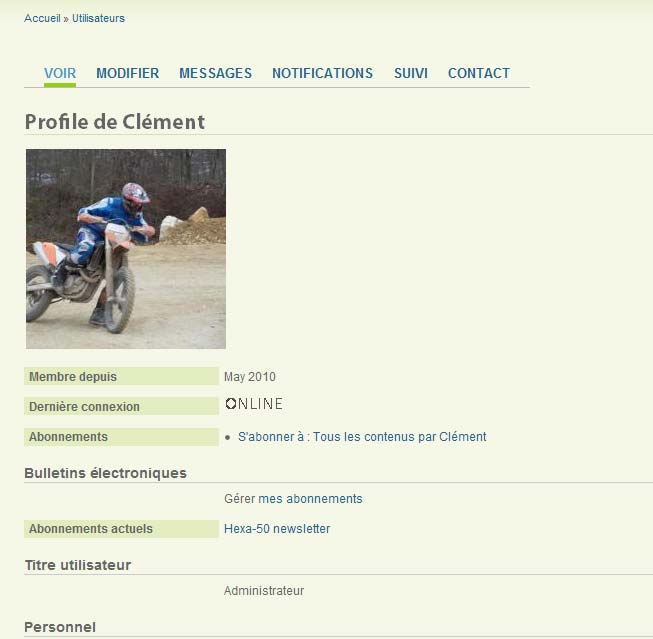 Accueil » Utilisateurs
VOIR MODIFIER MESSAGES NOTIFICATIONS SUIVI CONTACT
Profile de Clément
Membre depuis May 2010
Dernière connexion ONLINE
Abonnements • S'abonner à : Tous les contenus par Clément
Bulletins électroniques
Gérer mes abonnements
Abonnements actuels Hexa-50 newsletter
Titre utilisateur
Administrateur
Personnel